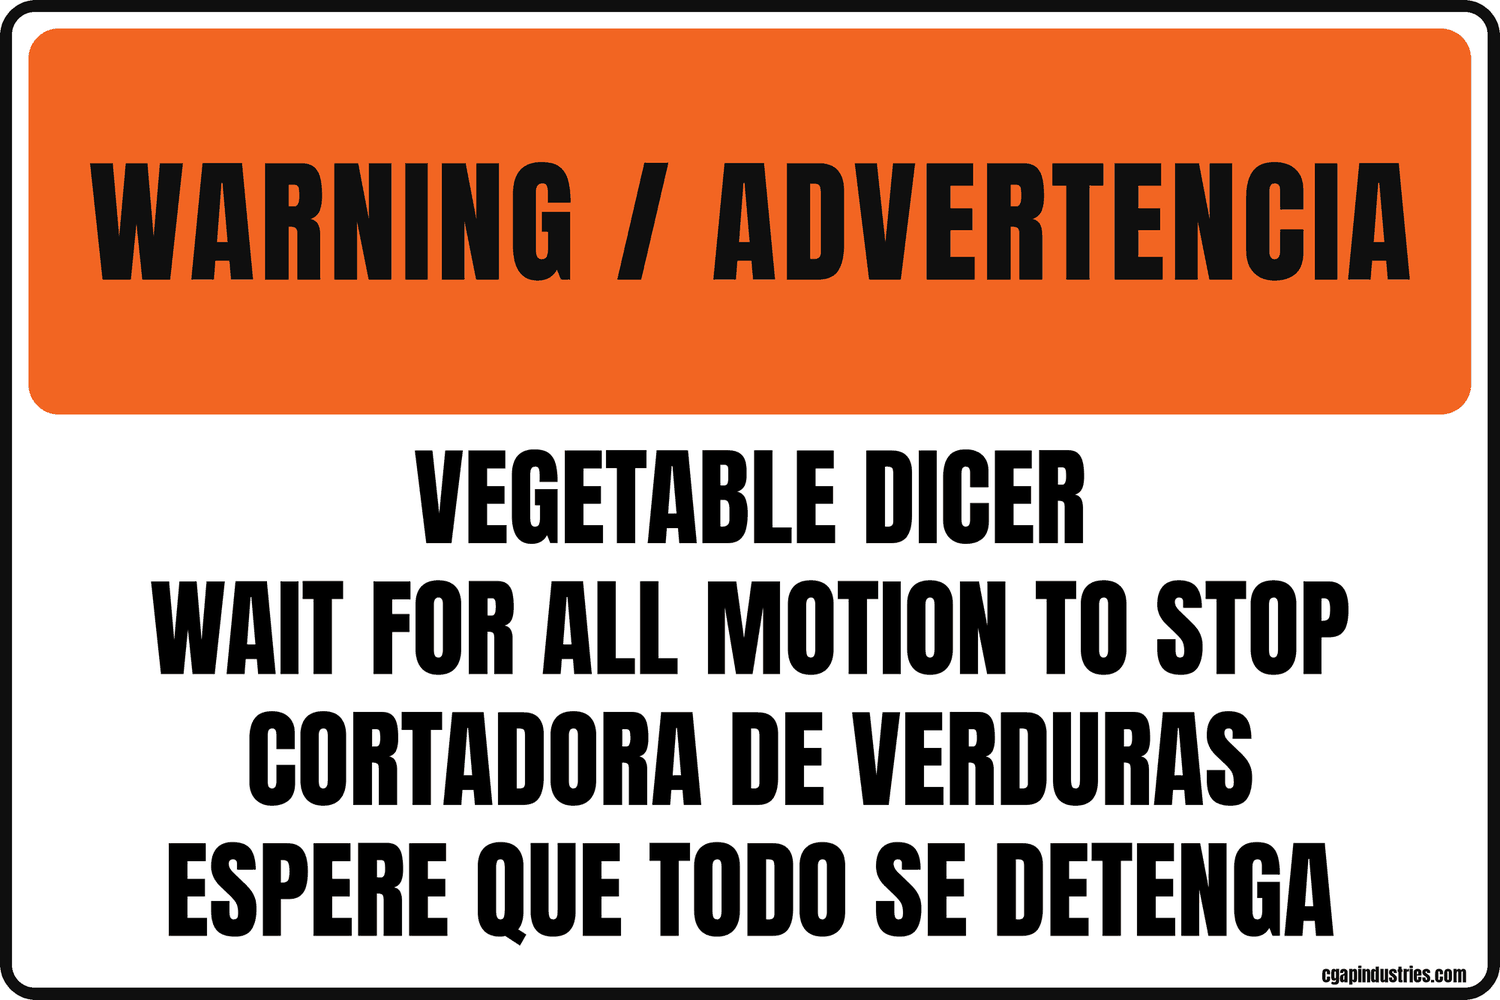 WARNING / ADVERTENCIA
VEGETABLE DICER
WAIT FOR ALL MOTION TO STOP
CORTADORA DE VERDURAS
ESPERE QUE TODO SE DETENGA
cgapindustries.com